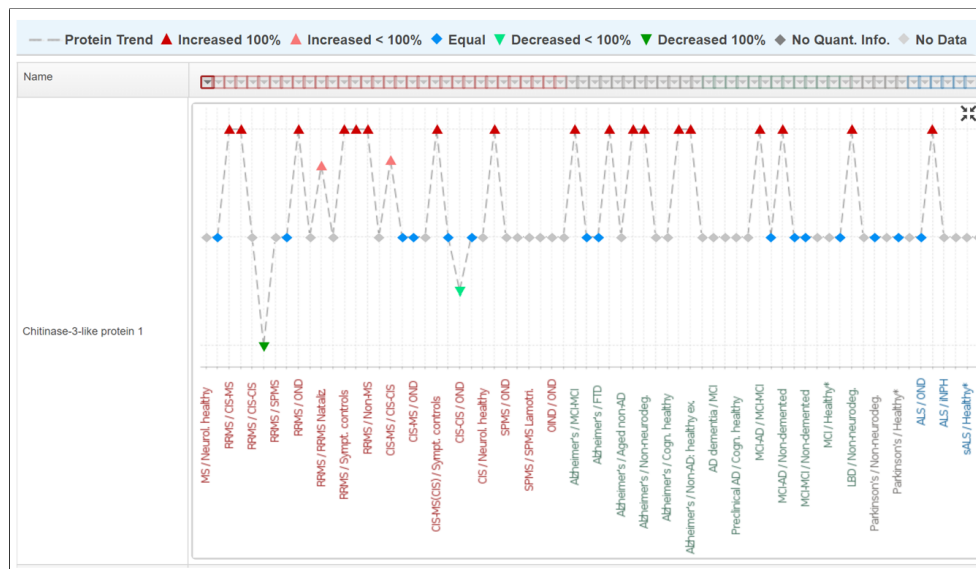 Protein Trend Increased 100% Increased < 100% Equal Decreased < 100% Decreased 100% No Quant. Info. No Data
Name
Chitinase-3-like protein 1
MS / Neurol. healthy
RRMS / CIS-MS
RRMS / CIS-CIS
RRMS / SPMS
RRMS / OND
RRMS / RRMS Nataliz.
RRMS / Sympt. controls
RRMS / Non-MS
CIS-MS / CIS-CIS
CIS-MS / OND
CIS-MS(CIS) / Sympt. controls
CIS-CIS / OND
CIS / Neurol. healthy
SPMS / OND
SPMS / SPMS Lamotri.
OIND / OND
Alzheimer's / MCI-MCI
Alzheimer's / FTD
Alzheimer's / Aged non-AD
Alzheimer's / Non-neurodeg.
Alzheimer's / Cogn. healthy
Alzheimer's / Non-AD: healthy ex.
AD dementia / MCI
Preclinical AD / Cogn. healthy
MCI-AD / MCI-MCI
MCI-AD / Non-demented
MCI-MCI / Non-demented
MCI / Healthy*
LBD / Non-neurodeg.
Parkinson's / Non-neurodeg.
Parkinson's / Healthy*
ALS / OND
ALS / INPH
sALS / Healthy*